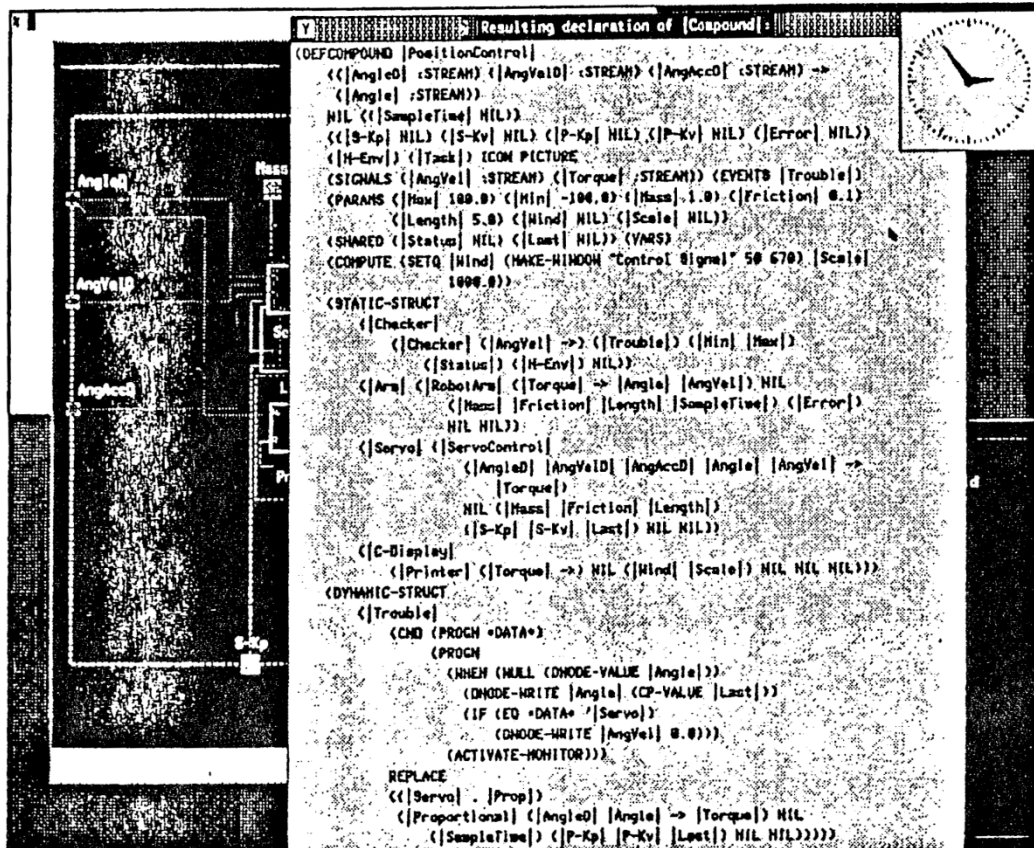 Resulting declaration of |Compound|:
(DEFCOMPOUND |PositionControl|
((|AngleD| :STREAM) (|AngVelD| :STREAM) (|AngAccD| :STREAM) ->
(|Angle| :STREAM))
NIL ((|SampleTime| NIL))
((|S-Kp| NIL) (|S-Kv| NIL) (|P-Kp| NIL) (|P-Kv| NIL) (|Error| NIL))
(|H-Env|) (|Task|) ICON PICTURE
(SIGNALS (|AngVel| :STREAM) (|Torque| :STREAM)) (EVENTS |Trouble|)
(PARAMS (|Max| 100.0) (|Min| -100.0) (|Mass| 1.0) (|Friction| 0.1)
(|Length| 5.0) (|Wind| NIL) (|Scale| NIL))
(SHARED (|Status| NIL) (|Last| NIL)) (VARS)
(COMPUTE (SETQ |Wind| (MAKE-WINDOW "Control Signal" 50 670) |Scale|
1000.0))
(STATIC-STRUCT
(|Checker|
(|Checker| (|AngVel| ->) (|Trouble|) (|Min| |Max|)
(|Status|) (|H-Env|) NIL))
(|Arm| (|RobotArm| (|Torque| -> |Angle| |AngVel|) NIL
(|Mass| |Friction| |Length| |SampleTime|) (|Error|)
NIL NIL))
(|Servo| (|ServoControl|
(|AngleD| |AngVelD| |AngAccD| |Angle| |AngVel| ->
|Torque|)
NIL (|Mass| |Friction| |Length|)
(|S-Kp| |S-Kv| |Last|) NIL NIL))
(|C-Display|
(|Printer| (|Torque| ->) NIL (|Wind| |Scale|) NIL NIL NIL)))
(DYNAMIC-STRUCT
(|Trouble|
(CMD (PROGN *DATA*)
(PROGN
(WHEN (NULL (DNODE-VALUE |Angle|))
(DNODE-WRITE |Angle| (CP-VALUE |Last|))
(IF (EQ *DATA* '|Servo|)
(DNODE-WRITE |AngVel| 0.0)))
(ACTIVATE-MONITOR)))
REPLACE
((|Servo| . |Prop|)
(|Proportional| (|AngleD| |Angle| -> |Torque|) NIL
(|SampleTime|) (|P-Kp| |P-Kv| |Last|) NIL NIL)))))
AngleD
Mass
AngVelD
AngAccD
S-Kp